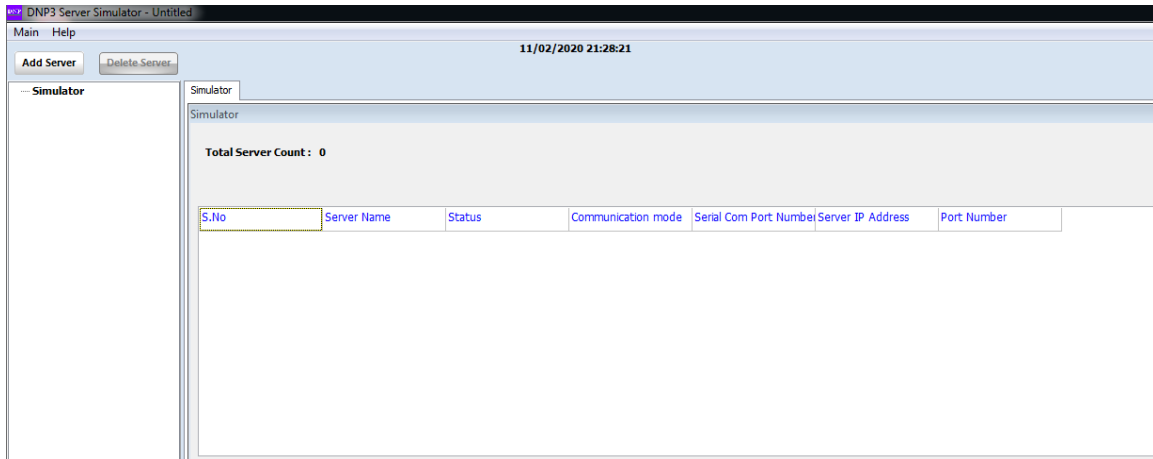 DNP DNP3 Server Simulator - Untitled
Main Help
11/02/2020 21:28:21
Add Server Delete Server
Simulator
Simulator
Simulator
Total Server Count : 0
S.No Server Name Status Communication mode Serial Com Port Number Server IP Address Port Number